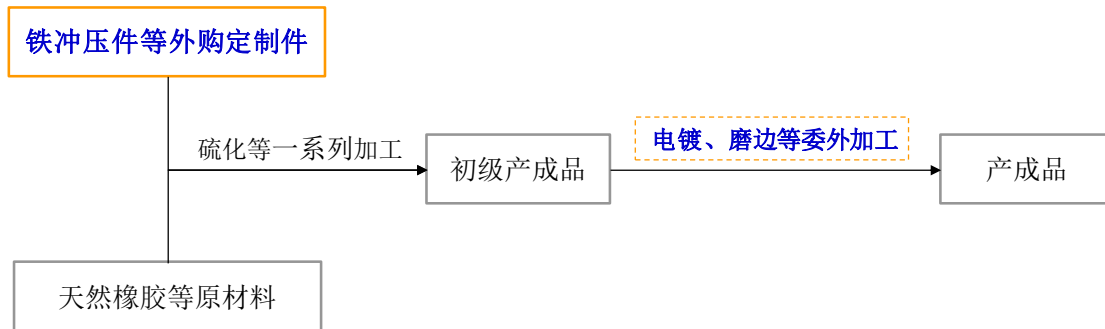 铁冲压件等外购定制件
硫化等一系列加工
初级产成品
电镀、磨边等委外加工
产成品
天然橡胶等原材料